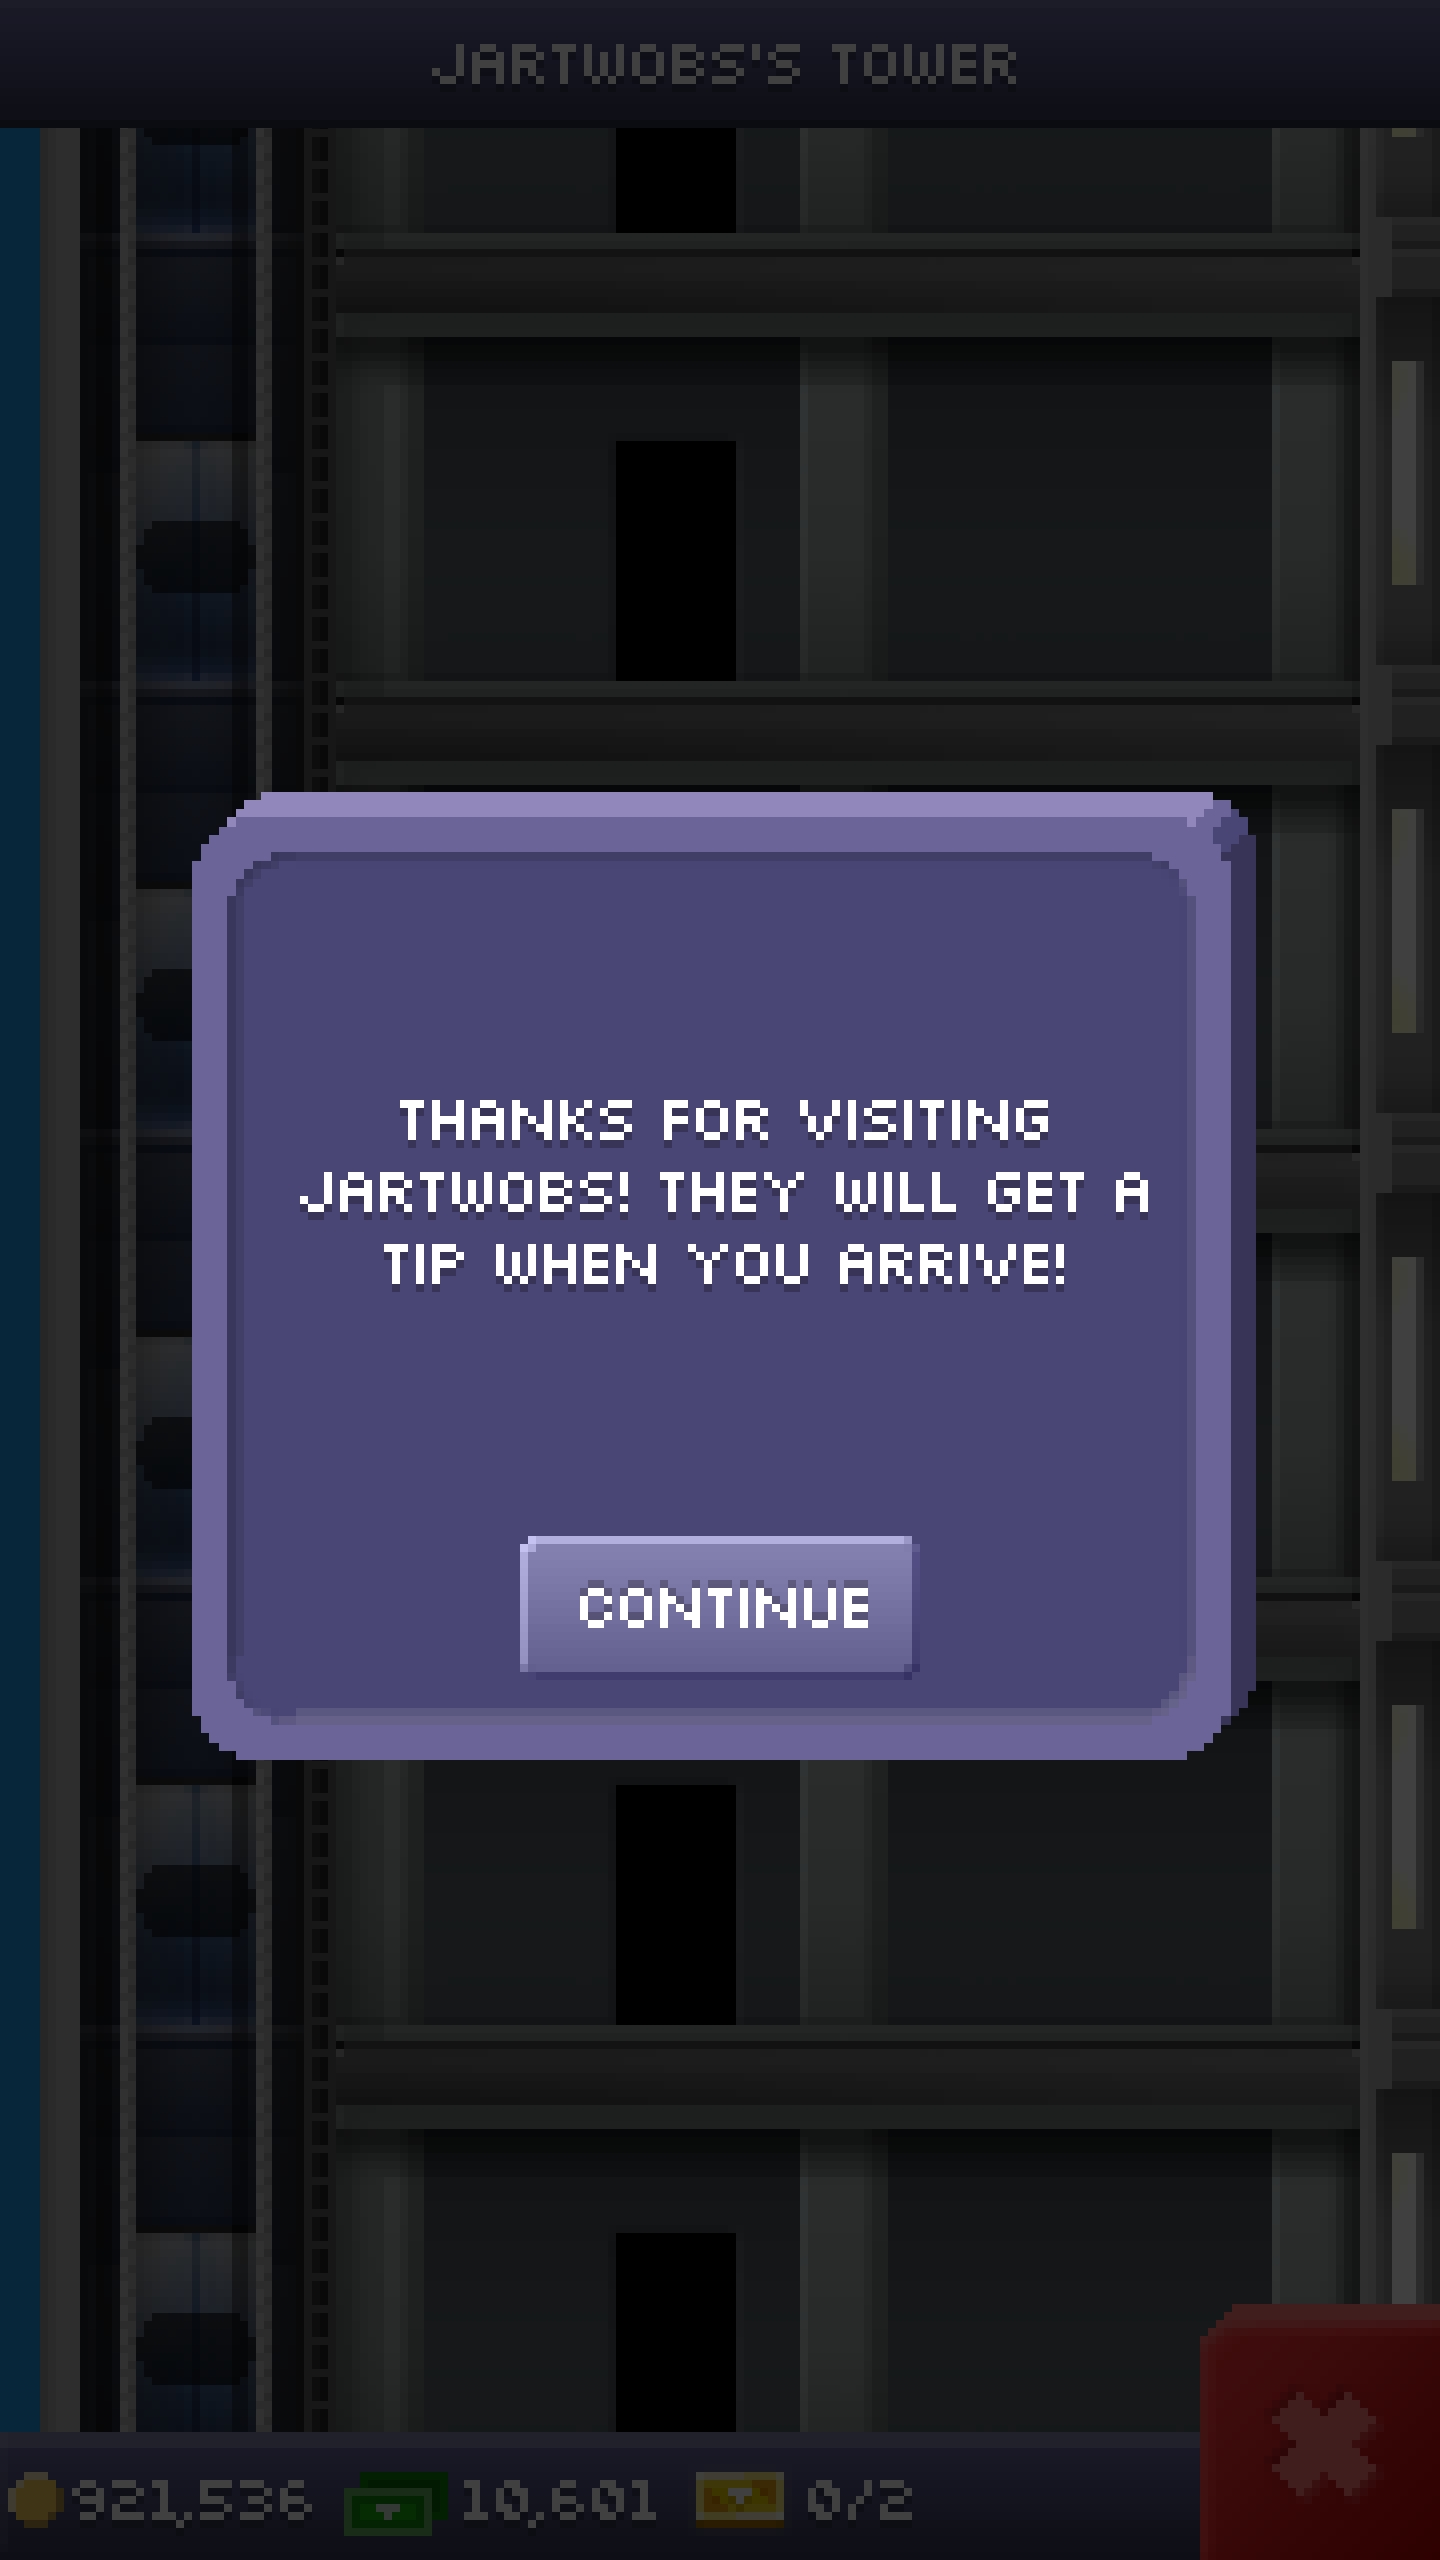 JARTWOBS'S TOWER
THANKS FOR VISITING
JARTWOBS! THEY WILL GET A
TIP WHEN YOU ARRIVE!
CONTINUE
921,536 10,601 0/2